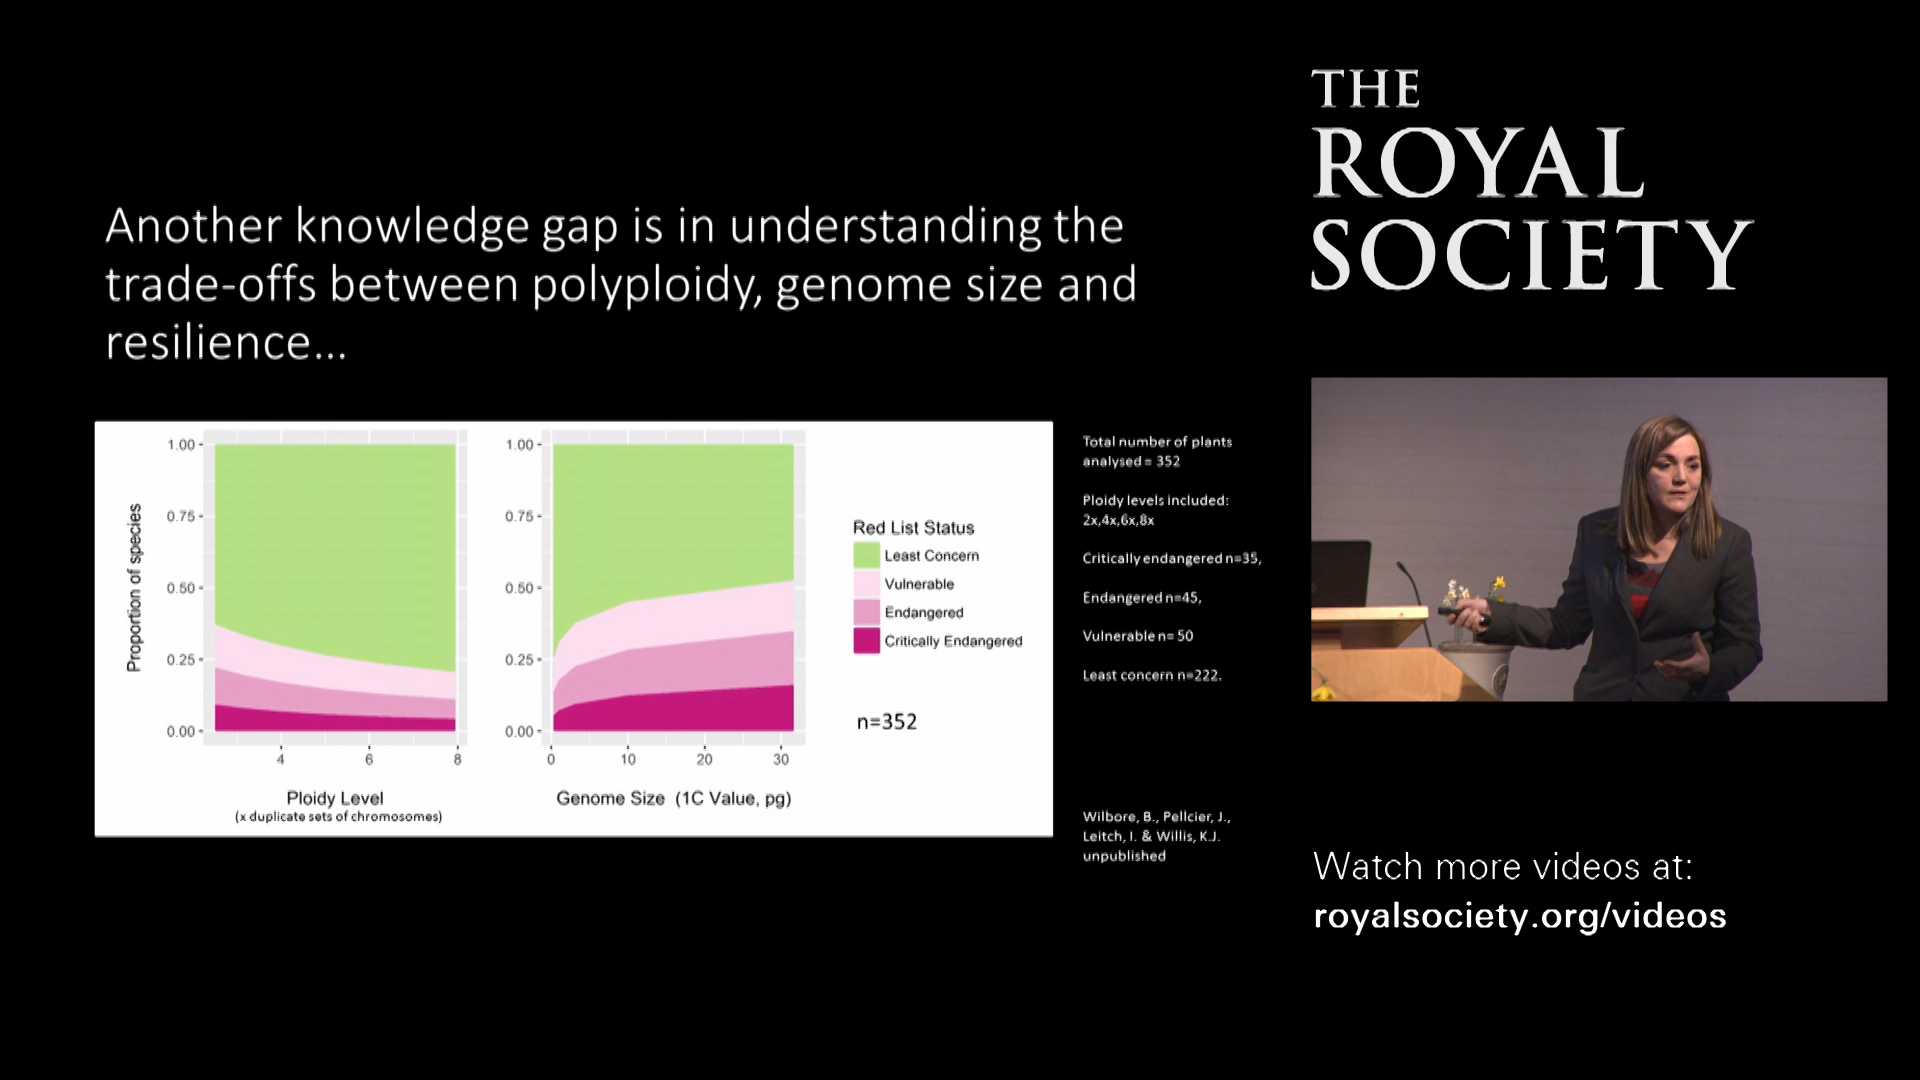 Another knowledge gap is in understanding the
trade-offs between polyploidy, genome size and
resilience...
1.00
0.75
0.50
0.25
0.00
Proportion of species
4
6
8
Ploidy Level
(x duplicate sets of chromosomes)
1.00
0.75
0.50
0.25
0.00
0
10
20
30
Genome Size (1C Value, pg)
Red List Status
Least Concern
Vulnerable
Endangered
Critically Endangered
n=352
Total number of plants
analysed = 352
Ploidy levels included:
2x,4x,6x,8x
Critically endangered n=35,
Endangered n=45,
Vulnerable n= 50
Least concern n=222.
Wilbore, B., Pellcier, J.,
Leitch, I. & Willis, K.J.
unpublished
THE
ROYAL
SOCIETY
Watch more videos at:
royalsociety.org/videos